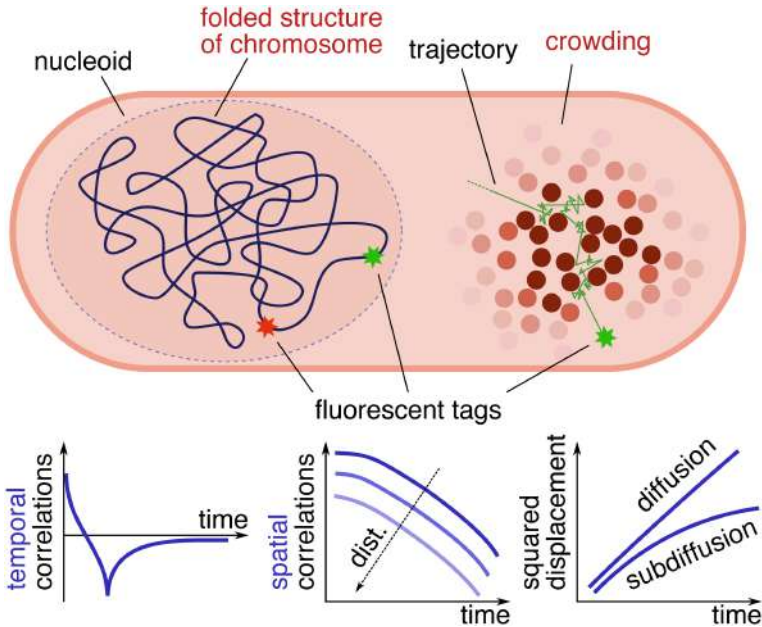 folded structure
of chromosome
nucleoid
trajectory
crowding
fluorescent tags
temporal
correlations
time
spatial
correlations
dist.
time
squared
displacement
diffusion
subdiffusion
time